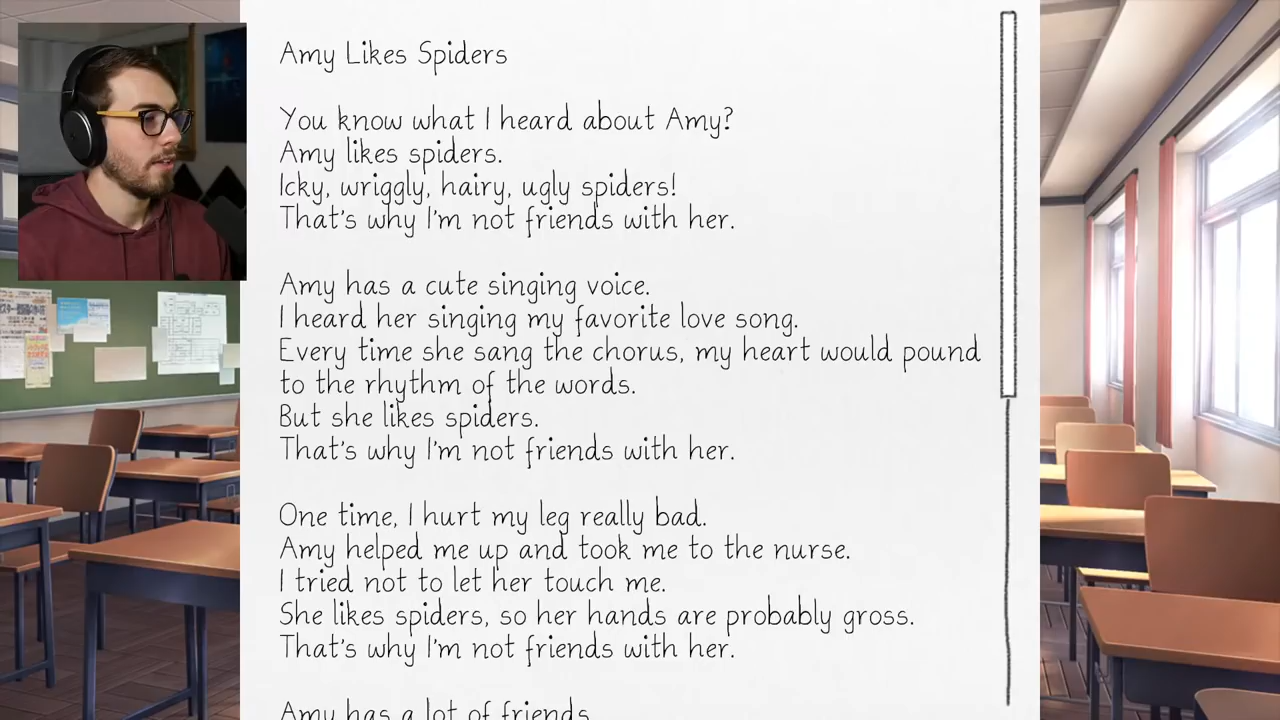 Amy Likes Spiders
You know what I heard about Amy?
Amy likes spiders.
Icky, wriggly, hairy, ugly spiders!
That's why I'm not friends with her.
Amy has a cute singing voice.
I heard her singing my favorite love song.
Every time she sang the chorus, my heart would pound
to the rhythm of the words.
But she likes spiders.
That's why I'm not friends with her.
One time, I hurt my leg really bad.
Amy helped me up and took me to the nurse.
I tried not to let her touch me.
She likes spiders, so her hands are probably gross.
That's why I'm not friends with her.
Amy has a lot of friends